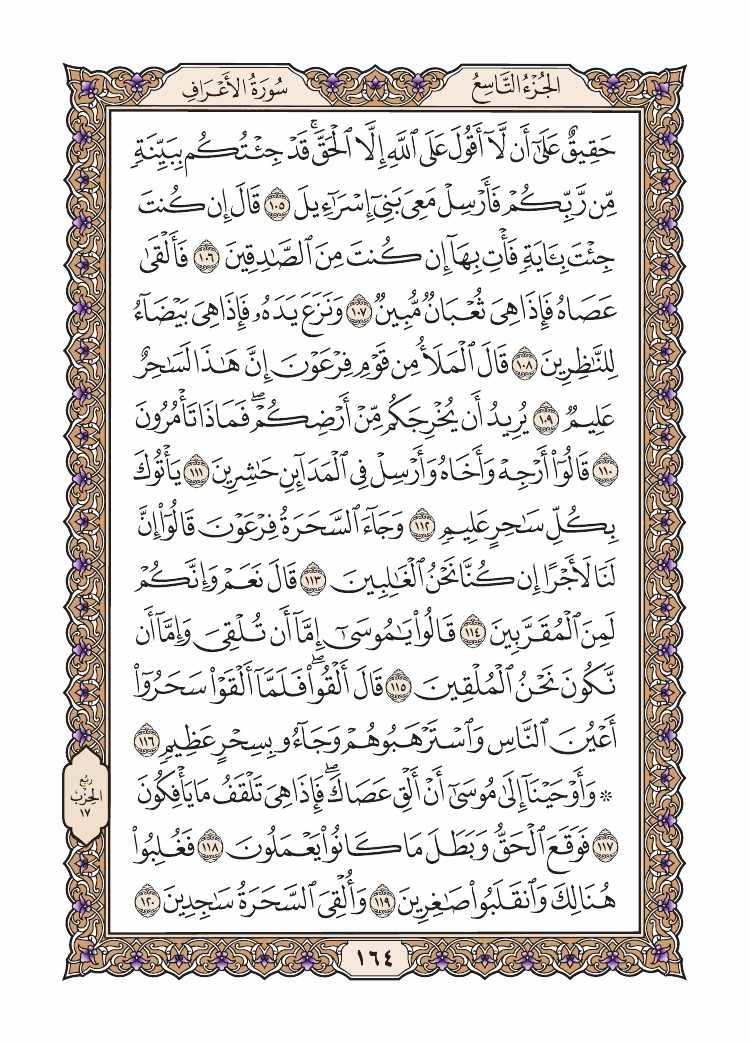 الجُزْءُ التَّاسِعُ
سُورَةُ الأَعْرَافِ
حَقِيقٌ عَلَىٰٓ أَن لَّآ أَقُولَ عَلَى ٱللَّهِ إِلَّا ٱلْحَقَّۚ قَدْ جِئْتُكُم بِبَيِّنَةٍ
مِّن رَّبِّكُمْ فَأَرْسِلْ مَعِىَ بَنِىٓ إِسْرَٰٓءِيلَ ١٠٥ قَالَ إِن كُنتَ
جِئْتَ بِـَٔايَةٍ فَأْتِ بِهَآ إِن كُنتَ مِنَ ٱلصَّٰدِقِينَ ١٠٦ فَأَلْقَىٰ
عَصَاهُ فَإِذَا هِىَ ثُعْبَانٌ مُّبِينٌ ١٠٧ وَنَزَعَ يَدَهُۥ فَإِذَا هِىَ بَيْضَآءُ
لِلنَّٰظِرِينَ ١٠٨ قَالَ ٱلْمَلَأُ مِن قَوْمِ فِرْعَوْنَ إِنَّ هَٰذَا لَسَٰحِرٌ
عَلِيمٌ ١٠٩ يُرِيدُ أَن يُخْرِجَكُم مِّنْ أَرْضِكُمْۖ فَمَاذَا تَأْمُرُونَ
١١٠ قَالُوٓا۟ أَرْجِهْ وَأَخَاهُ وَأَرْسِلْ فِى ٱلْمَدَآئِنِ حَٰشِرِينَ ١١١ يَأْتُوكَ
بِكُلِّ سَٰحِرٍ عَلِيمٍ ١١٢ وَجَآءَ ٱلسَّحَرَةُ فِرْعَوْنَ قَالُوٓا۟ إِنَّ
لَنَا لَأَجْرًا إِن كُنَّا نَحْنُ ٱلْغَٰلِبِينَ ١١٣ قَالَ نَعَمْ وَإِنَّكُمْ
لَمِنَ ٱلْمُقَرَّبِينَ ١١٤ قَالُوا۟ يَٰمُوسَىٰٓ إِمَّآ أَن تُلْقِىَ وَإِمَّآ أَن
نَّكُونَ نَحْنُ ٱلْمُلْقِينَ ١١٥ قَالَ أَلْقُوا۟ۖ فَلَمَّآ أَلْقَوْا۟ سَحَرُوٓا۟
أَعْيُنَ ٱلنَّاسِ وَٱسْتَرْهَبُوهُمْ وَجَآءُو بِسِحْرٍ عَظِيمٍ ١١٦
۞ وَأَوْحَيْنَآ إِلَىٰ مُوسَىٰٓ أَنْ أَلْقِ عَصَاكَۖ فَإِذَا هِىَ تَلْقَفُ مَا يَأْفِكُونَ
١١٧ فَوَقَعَ ٱلْحَقُّ وَبَطَلَ مَا كَانُوا۟ يَعْمَلُونَ ١١٨ فَغُلِبُوا۟
هُنَالِكَ وَٱنقَلَبُوا۟ صَٰغِرِينَ ١١٩ وَأُلْقِىَ ٱلسَّحَرَةُ سَٰجِدِينَ ١٢٠
رُبْعُ
الحِزْبِ
١٧
١٦٤